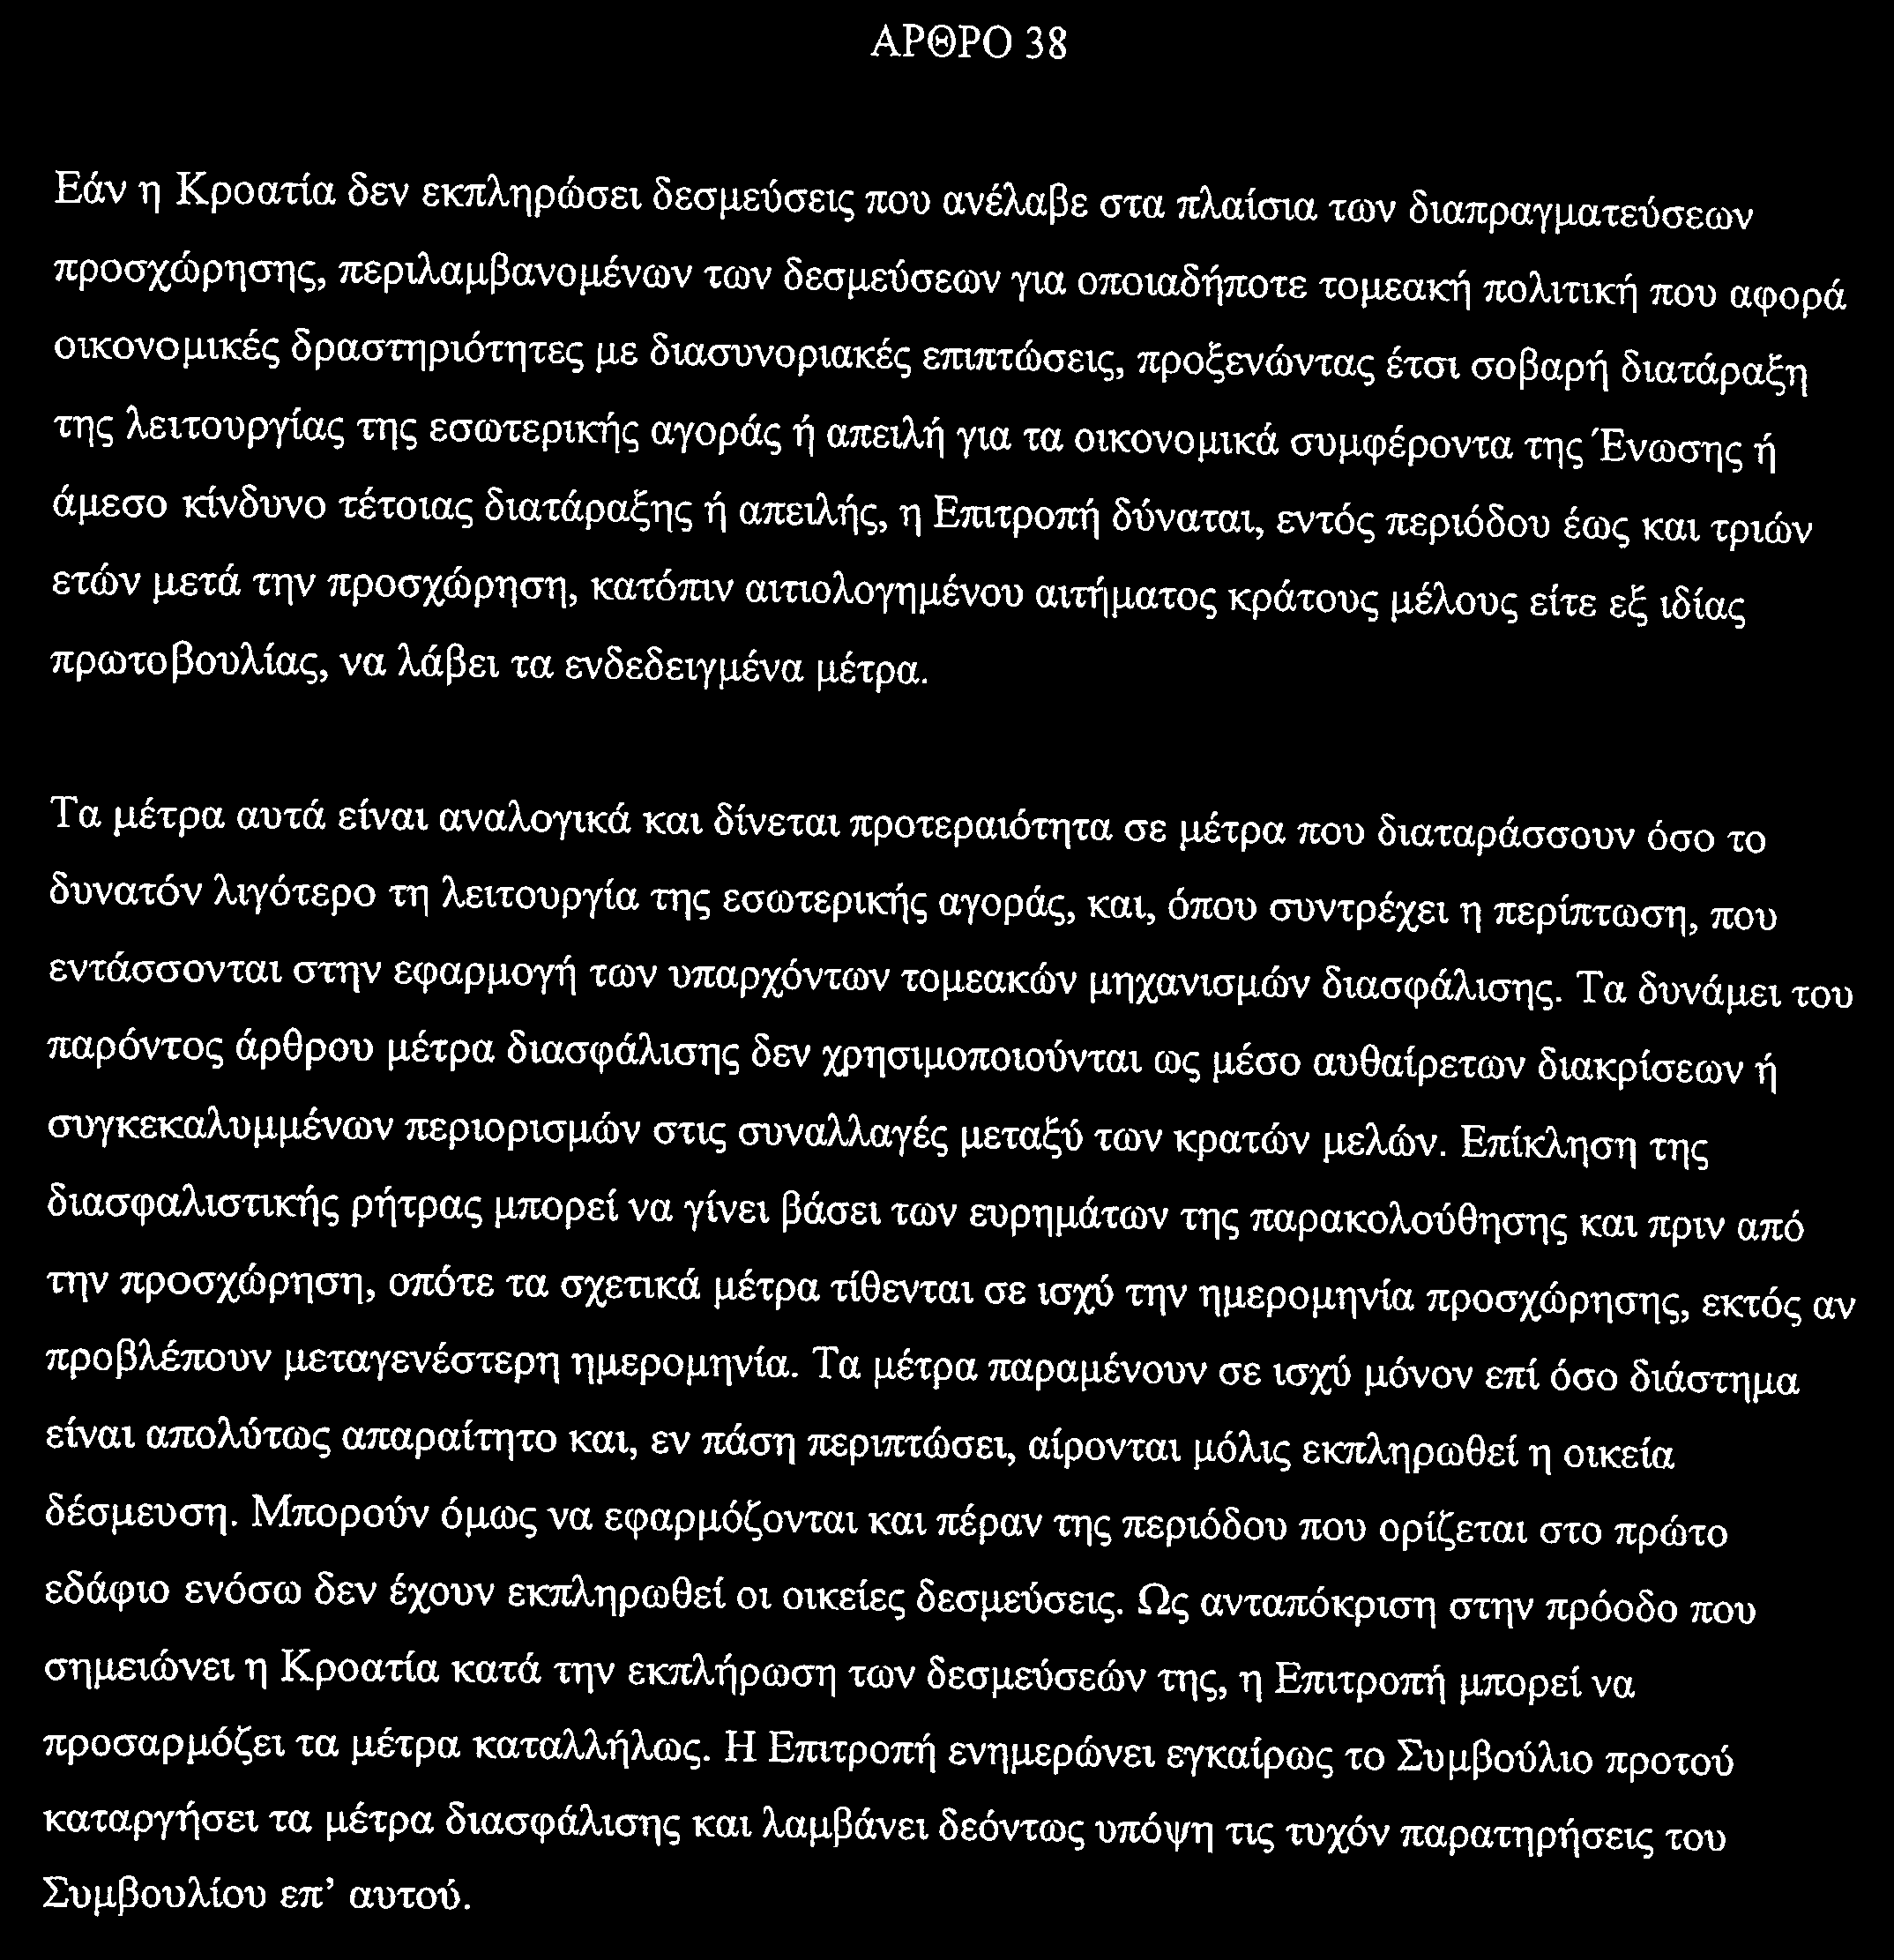 ΑΡΘΡΟ 38
Εάν η Κροατία δεν εκπληρώσει δεσμεύσεις που ανέλαβε στα πλαίσια των διαπραγματεύσεων
προσχώρησης, περιλαμβανομένων των δεσμεύσεων για οποιαδήποτε τομεακή πολιτική που αφορά
οικονομικές δραστηριότητες με διασυνοριακές επιπτώσεις, προξενώντας έτσι σοβαρή διατάραξη
της λειτουργίας της εσωτερικής αγοράς ή απειλή για τα οικονομικά συμφέροντα της Ένωσης ή
άμεσο κίνδυνο τέτοιας διατάραξης ή απειλής, η Επιτροπή δύναται, εντός περιόδου έως και τριών
ετών μετά την προσχώρηση, κατόπιν αιτιολογημένου αιτήματος κράτους μέλους είτε εξ ιδίας
πρωτοβουλίας, να λάβει τα ενδεδειγμένα μέτρα.
Τα μέτρα αυτά είναι αναλογικά και δίνεται προτεραιότητα σε μέτρα που διαταράσσουν όσο το
δυνατόν λιγότερο τη λειτουργία της εσωτερικής αγοράς, και, όπου συντρέχει η περίπτωση, που
εντάσσονται στην εφαρμογή των υπαρχόντων τομεακών μηχανισμών διασφάλισης. Τα δυνάμει του
παρόντος άρθρου μέτρα διασφάλισης δεν χρησιμοποιούνται ως μέσο αυθαίρετων διακρίσεων ή
συγκεκαλυμμένων περιορισμών στις συναλλαγές μεταξύ των κρατών μελών. Επίκληση της
διασφαλιστικής ρήτρας μπορεί να γίνει βάσει των ευρημάτων της παρακολούθησης και πριν από
την προσχώρηση, οπότε τα σχετικά μέτρα τίθενται σε ισχύ την ημερομηνία προσχώρησης, εκτός αν
προβλέπουν μεταγενέστερη ημερομηνία. Τα μέτρα παραμένουν σε ισχύ μόνον επί όσο διάστημα
είναι απολύτως απαραίτητο και, εν πάση περιπτώσει, αίρονται μόλις εκπληρωθεί η οικεία
δέσμευση. Μπορούν όμως να εφαρμόζονται και πέραν της περιόδου που ορίζεται στο πρώτο
εδάφιο ενόσω δεν έχουν εκπληρωθεί οι οικείες δεσμεύσεις. Ως ανταπόκριση στην πρόοδο που
σημειώνει η Κροατία κατά την εκπλήρωση των δεσμεύσεών της, η Επιτροπή μπορεί να
προσαρμόζει τα μέτρα καταλλήλως. Η Επιτροπή ενημερώνει εγκαίρως το Συμβούλιο προτού
καταργήσει τα μέτρα διασφάλισης και λαμβάνει δεόντως υπόψη τις τυχόν παρατηρήσεις του
Συμβουλίου επ’ αυτού.